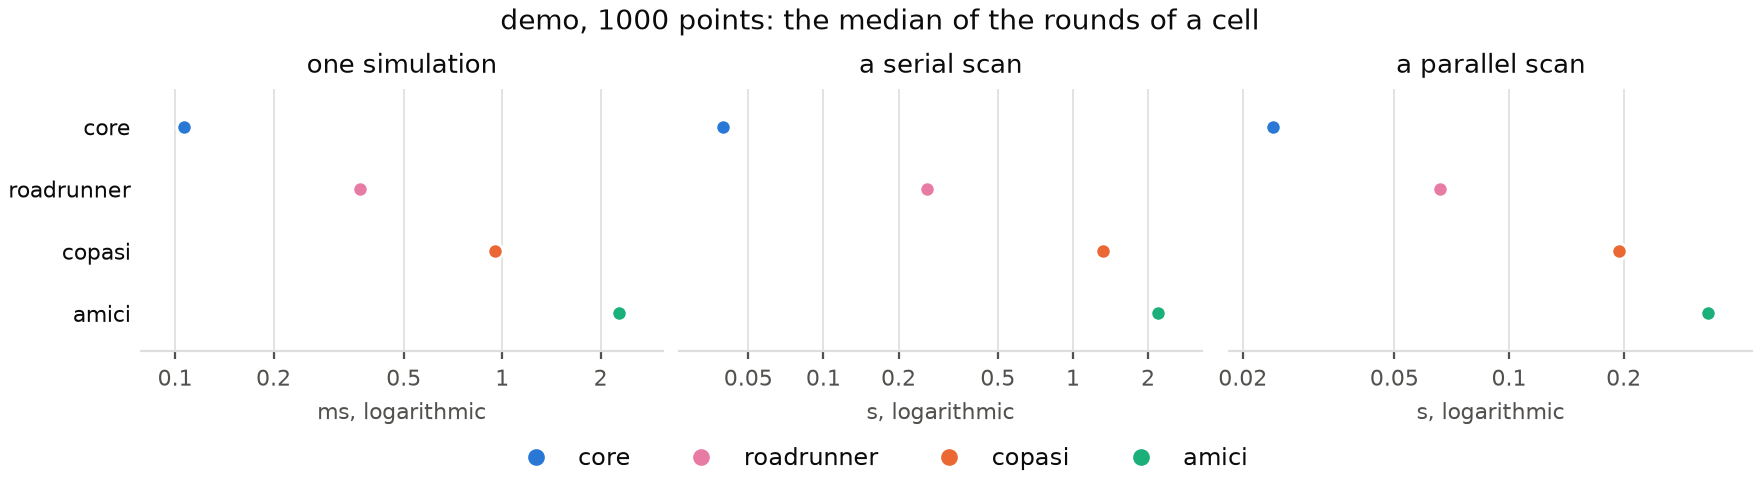 demo, 1000 points: the median of the rounds of a cell
one simulation
a serial scan
a parallel scan
core
roadrunner
copasi
amici
0.1 0.2 0.5 1 2
0.05 0.1 0.2 0.5 1 2
0.02 0.05 0.1 0.2
ms, logarithmic
s, logarithmic
s, logarithmic
core roadrunner copasi amici